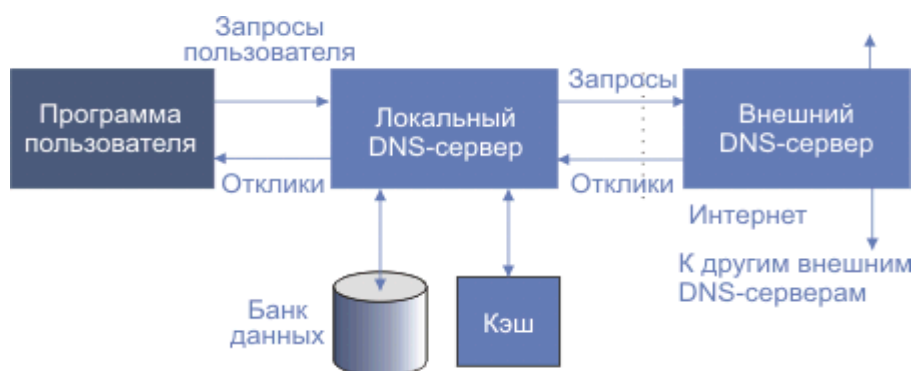 Запросы
пользователя
Программа
пользователя
Отклики
Локальный
DNS-сервер
Запросы
Отклики
Внешний
DNS-сервер
Интернет
К другим внешним
DNS-серверам
Банк
данных
Кэш